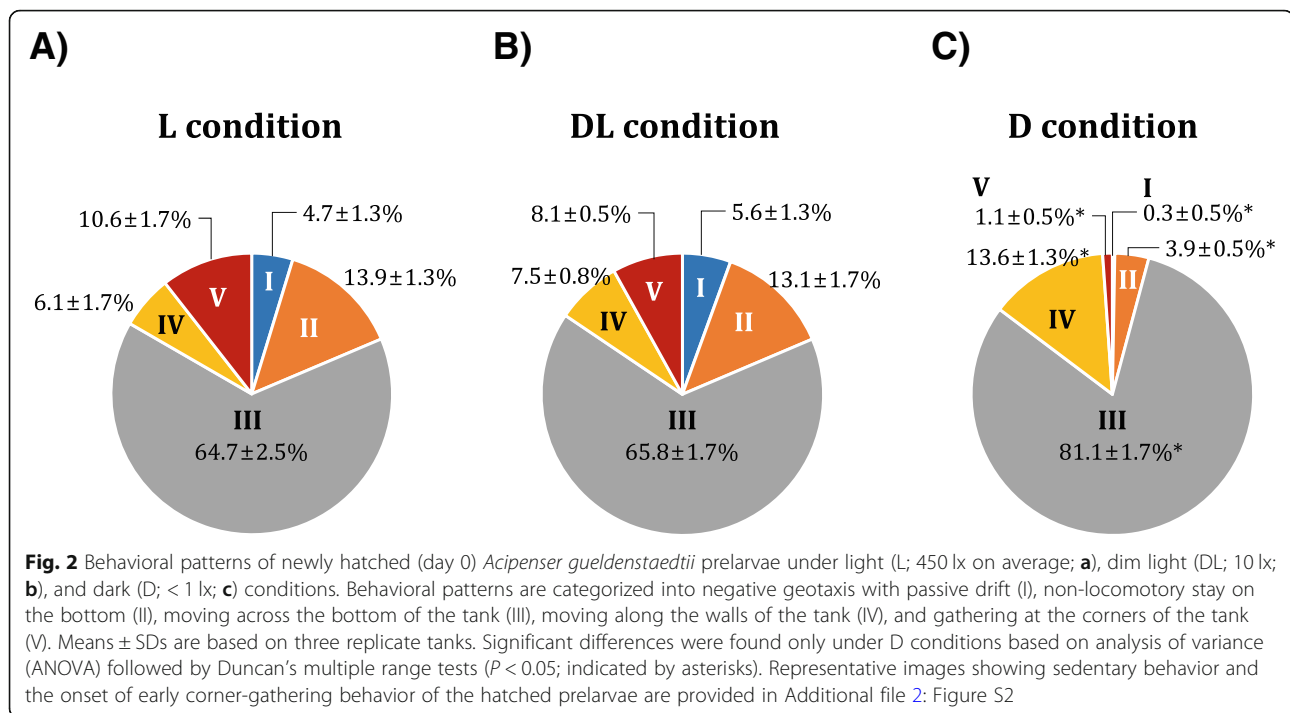 A)
B)
C)
L condition
DL condition
D condition
10.6±1.7%
4.7±1.3%
13.9±1.3%
6.1±1.7%
V
I
II
IV
III
64.7±2.5%
8.1±0.5%
5.6±1.3%
7.5±0.8%
13.1±1.7%
V
I
II
IV
III
65.8±1.7%
V
I
1.1±0.5%*
0.3±0.5%*
13.6±1.3%*
3.9±0.5%*
II
IV
III
81.1±1.7%*
Fig. 2 Behavioral patterns of newly hatched (day 0) Acipenser gueldenstaedtii prelarvae under light (L; 450 lx on average; a), dim light (DL; 10 lx;
b), and dark (D; < 1 lx; c) conditions. Behavioral patterns are categorized into negative geotaxis with passive drift (I), non-locomotory stay on
the bottom (II), moving across the bottom of the tank (III), moving along the walls of the tank (IV), and gathering at the corners of the tank
(V). Means ± SDs are based on three replicate tanks. Significant differences were found only under D conditions based on analysis of variance
(ANOVA) followed by Duncan's multiple range tests (P < 0.05; indicated by asterisks). Representative images showing sedentary behavior and
the onset of early corner-gathering behavior of the hatched prelarvae are provided in Additional file 2: Figure S2